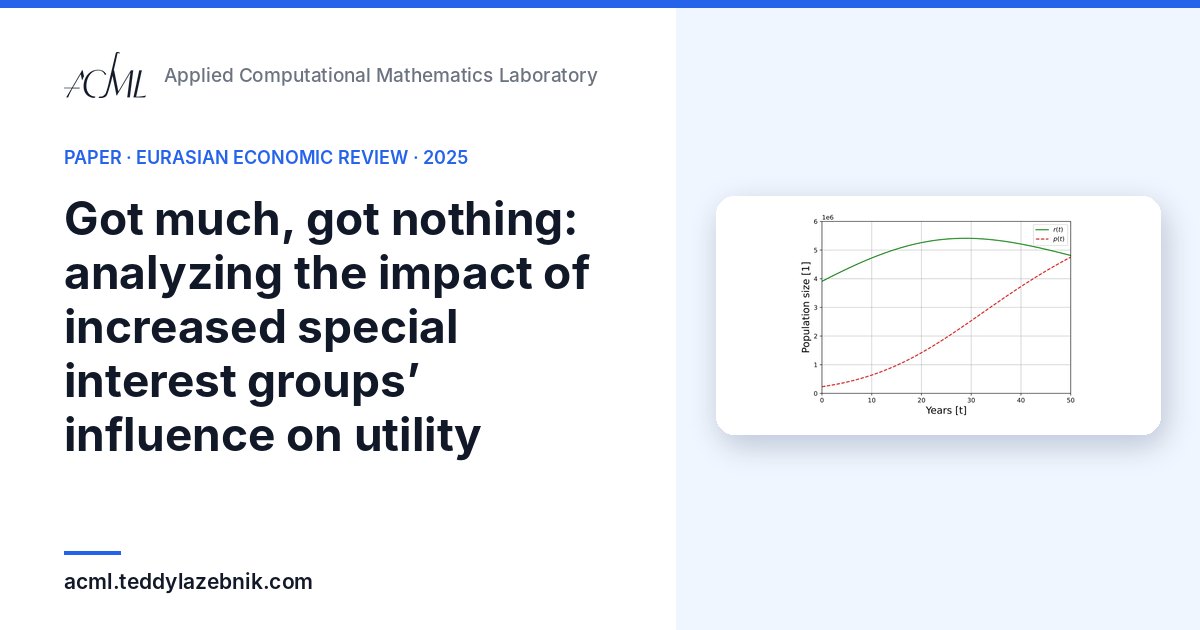 ACML
Applied Computational Mathematics Laboratory
PAPER · EURASIAN ECONOMIC REVIEW · 2025
Got much, got nothing:
analyzing the impact of
increased special
interest groups’
influence on utility
acml.teddylazebnik.com
1e6
r(t)
p(t)
6
5
4
3
2
1
0
Population size [1]
0 10 20 30 40 50
Years [t]